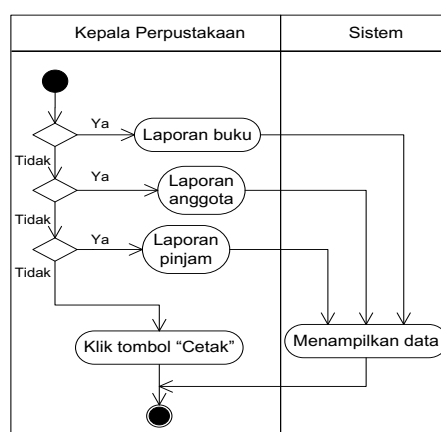 Kepala Perpustakaan
Sistem
Ya
Laporan buku
Tidak
Ya
Laporan
anggota
Tidak
Ya
Laporan
pinjam
Tidak
Klik tombol “Cetak”
Menampilkan data